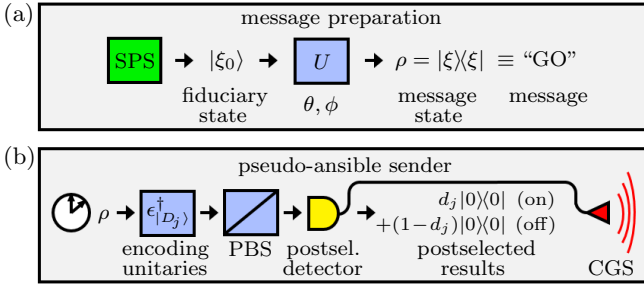 (a)
message preparation
SPS
|ξ₀⟩
U
ρ = |ξ⟩⟨ξ| ≡ “GO”
fiduciary
state
θ, ϕ
message
state
message
(b)
pseudo-ansible sender
ρ
ϵ†|Dⱼ⟩
dⱼ|0⟩⟨0| (on)
+(1−dⱼ)|0⟩⟨0| (off)
encoding
unitaries
PBS
postsel.
detector
postselected
results
CGS